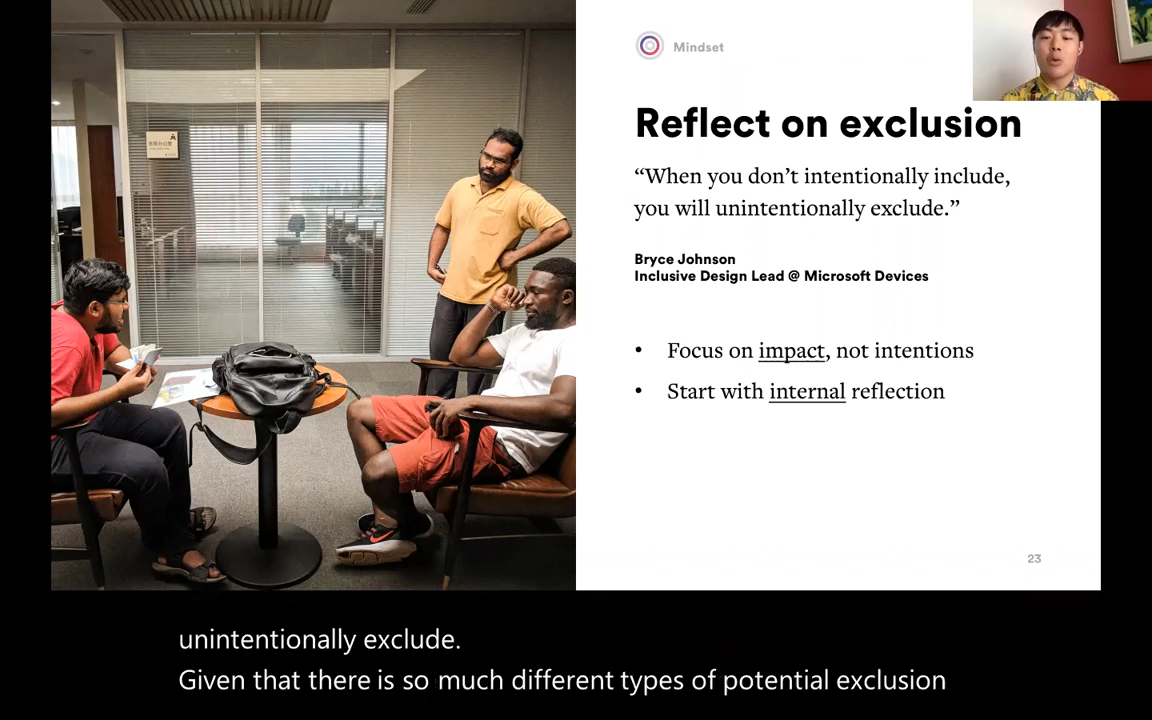 Mindset
Reflect on exclusion
“When you don’t intentionally include,
you will unintentionally exclude.”
Bryce Johnson
Inclusive Design Lead @ Microsoft Devices
• Focus on impact, not intentions
• Start with internal reflection
23
unintentionally exclude.
Given that there is so much different types of potential exclusion